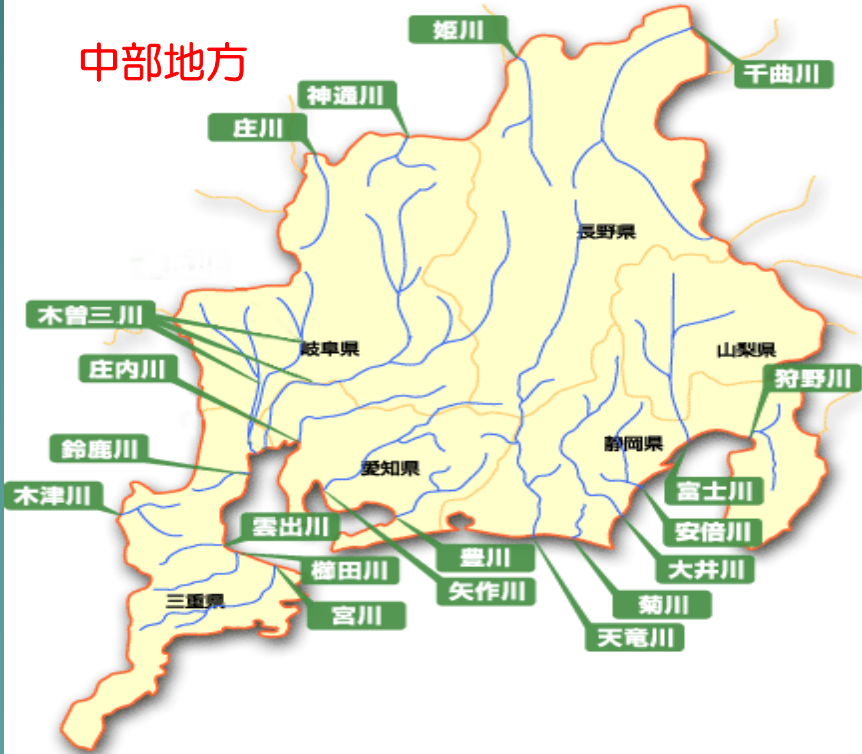 中部地方
姫川
千曲川
神通川
庄川
長野県
木曽三川
岐阜県
山梨県
庄内川
狩野川
鈴鹿川
愛知県
静岡県
木津川
富士川
雲出川
安倍川
豊川
櫛田川
大井川
矢作川
三重県
菊川
宮川
天竜川